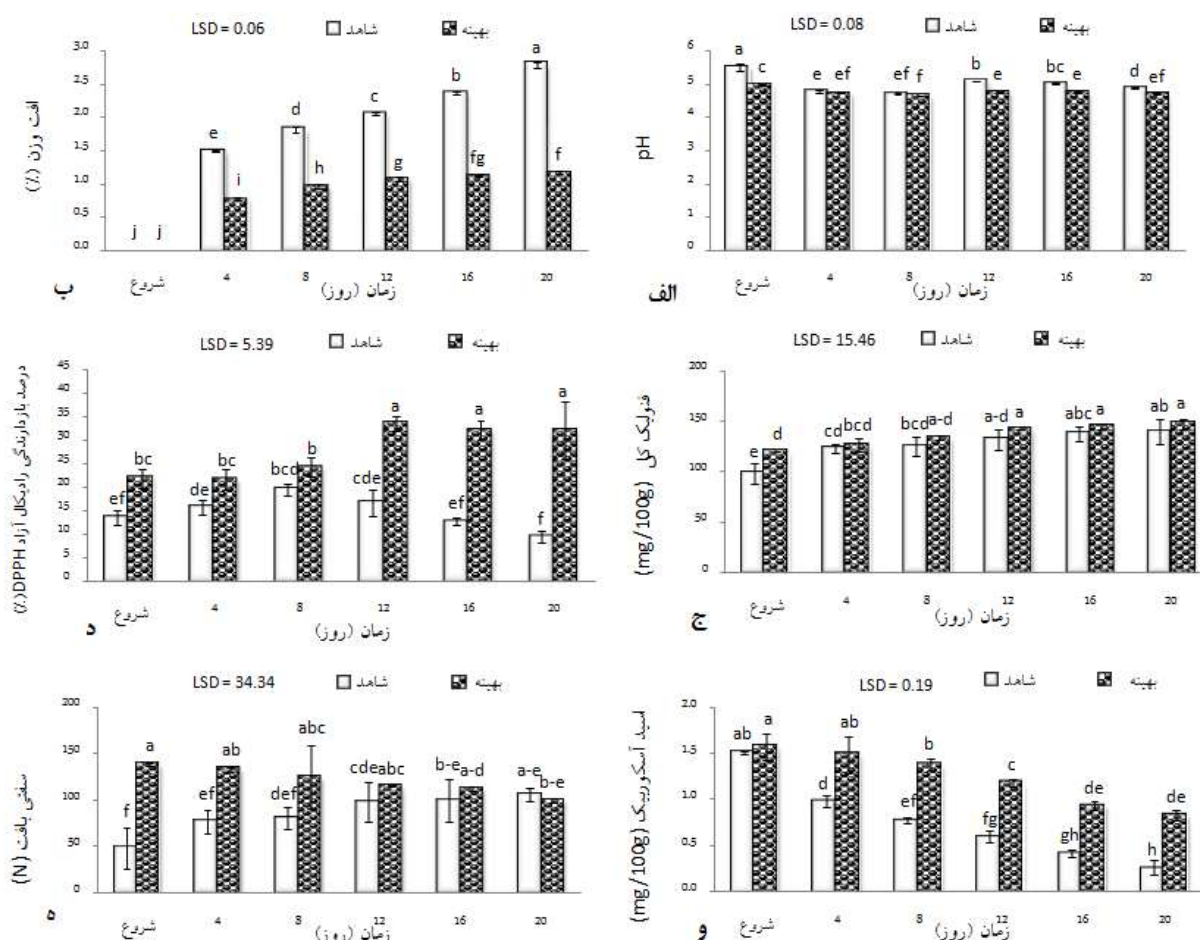 LSD = 0.08 شاهد بهینه
pH
6
5
4
3
2
1
0
a c e ef ef f b e bc e d ef
شروع 4 8 12 16 20
زمان (روز)
الف
LSD = 0.06 شاهد بهینه
افت وزن (٪)
3.0
2.5
2.0
1.5
1.0
0.5
0.0
j j e i d h c g b fg a f
شروع 4 8 12 16 20
زمان (روز)
ب
LSD = 15.46 شاهد بهینه
فنولیک کل (mg/100g)
200
150
100
50
0
e d cd bcd bcd a-d a-d a abc a ab a
شروع 4 8 12 16 20
زمان (روز)
ج
LSD = 5.39 شاهد بهینه
درصد بازدارندگی رادیکال آزاد DPPH(٪)
45
40
35
30
25
20
15
10
5
0
ef bc de bc bcd b cde a ef a f a
شروع 4 8 12 16 20
زمان (روز)
د
LSD = 34.34 شاهد بهینه
سفتی بافت (N)
200
150
100
50
0
f a ef ab def abc cde abc b-e a-d a-e b-e
شروع 4 8 12 16 20
زمان (روز)
ه
LSD = 0.19 شاهد بهینه
اسید آسکوربیک (mg/100g)
2.0
1.5
1.0
0.5
0.0
ab a d ab ef b fg c gh de h de
شروع 4 8 12 16 20
زمان (روز)
و